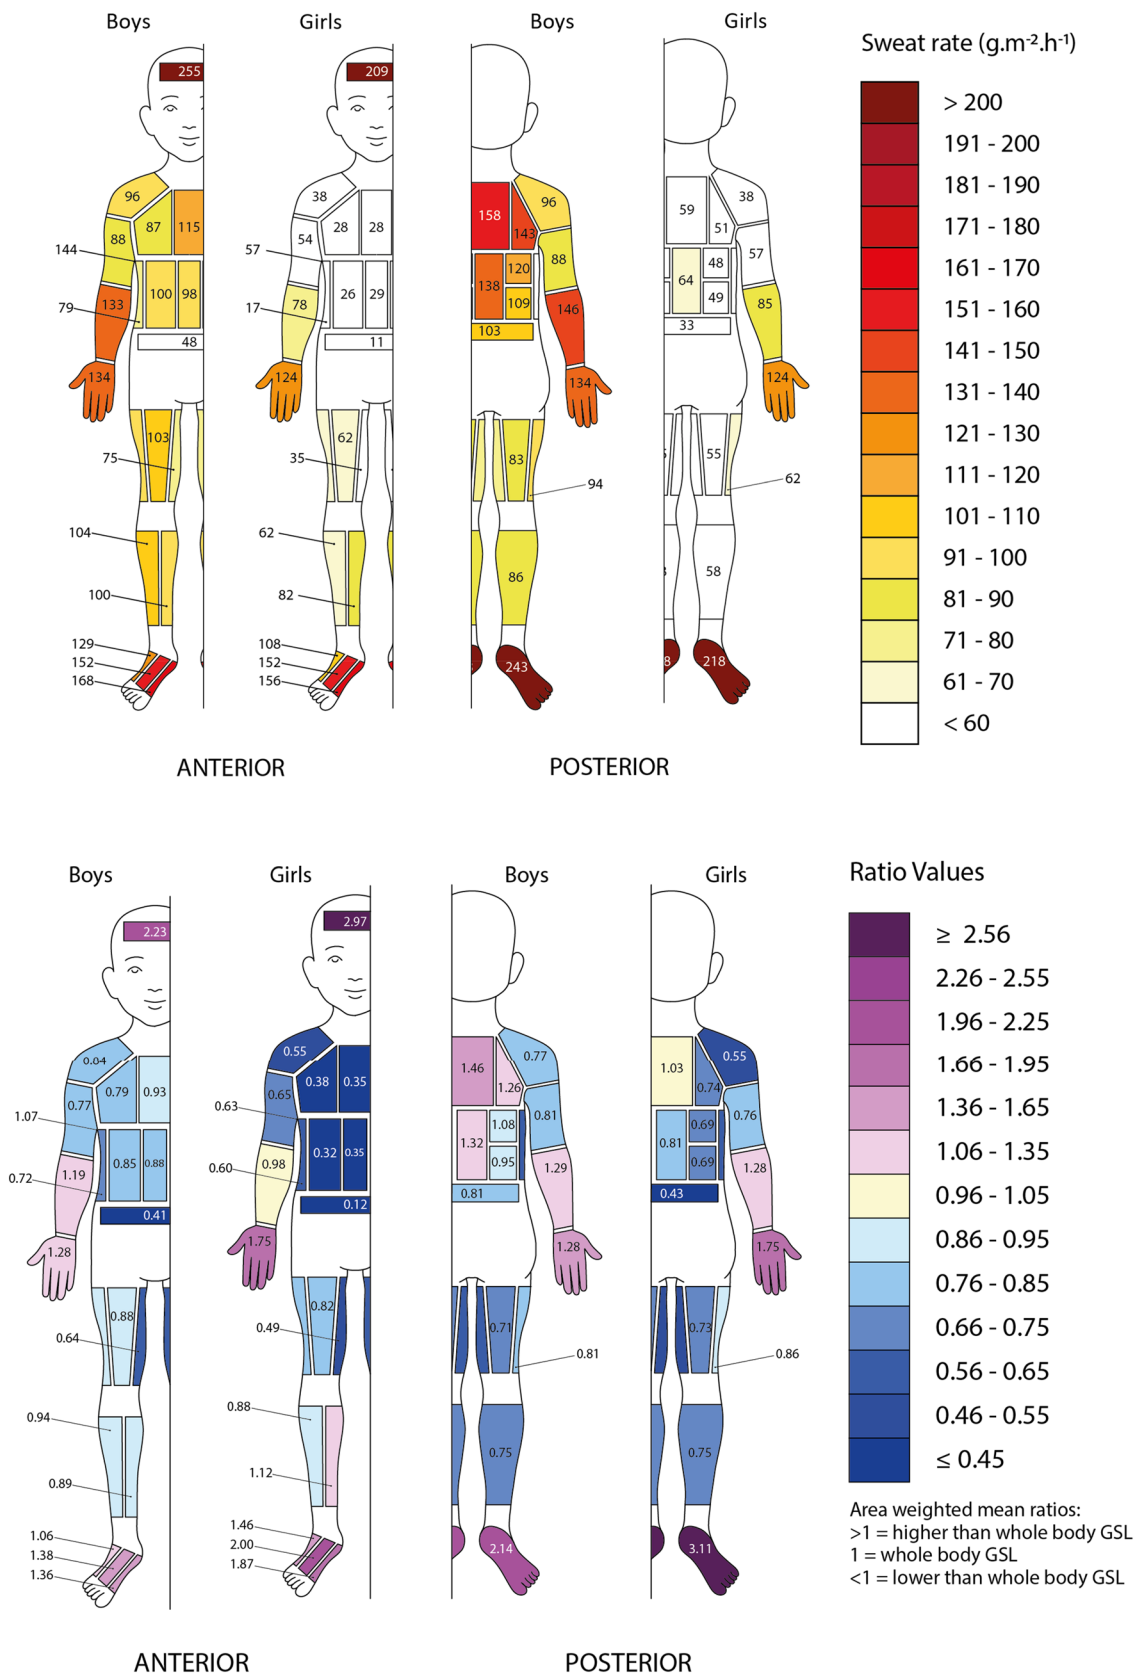 Boys Girls Boys Girls
Sweat rate (g.m-2.h-1)
255 209
> 200
191 - 200
181 - 190
171 - 180
161 - 170
151 - 160
141 - 150
131 - 140
121 - 130
111 - 120
101 - 110
91 - 100
81 - 90
71 - 80
61 - 70
< 60
96 38 96 38
87 115 28 28 158 143 59 51
88 54 88 57
144 57
100 98 26 29 138 120 109 64 48 49
133 78 146 85
79 17
48 11 103 33
134 124 134 124
103 62 83 55
75 35 94 62
104 62
86 58
100 82
129 108
152 152
168 156
243 8 218
ANTERIOR POSTERIOR
Boys Girls Boys Girls
Ratio Values
2.23 2.97
≥ 2.56
2.26 - 2.55
1.96 - 2.25
1.66 - 1.95
1.36 - 1.65
1.06 - 1.35
0.96 - 1.05
0.86 - 0.95
0.76 - 0.85
0.66 - 0.75
0.56 - 0.65
0.46 - 0.55
≤ 0.45
0.55 0.77 0.55
0.79 0.93 0.38 0.35 1.46 1.26 1.03 0.74
0.77 0.65 0.81 0.76
1.07 0.63
0.85 0.88 0.32 0.35 1.32 1.08 0.95 0.81 0.69 0.69
1.19 0.98 1.29 1.28
0.72 0.60
0.41 0.12 0.81 0.43
1.28 1.75 1.28 1.75
0.88 0.82 0.71 0.73
0.64 0.49 0.81 0.86
0.94 0.88
0.75 0.75
0.89 1.12
1.06 1.46
1.38 2.00
1.36 1.87
2.14 3.11
Area weighted mean ratios:
>1 = higher than whole body GSL
1 = whole body GSL
<1 = lower than whole body GSL
ANTERIOR POSTERIOR